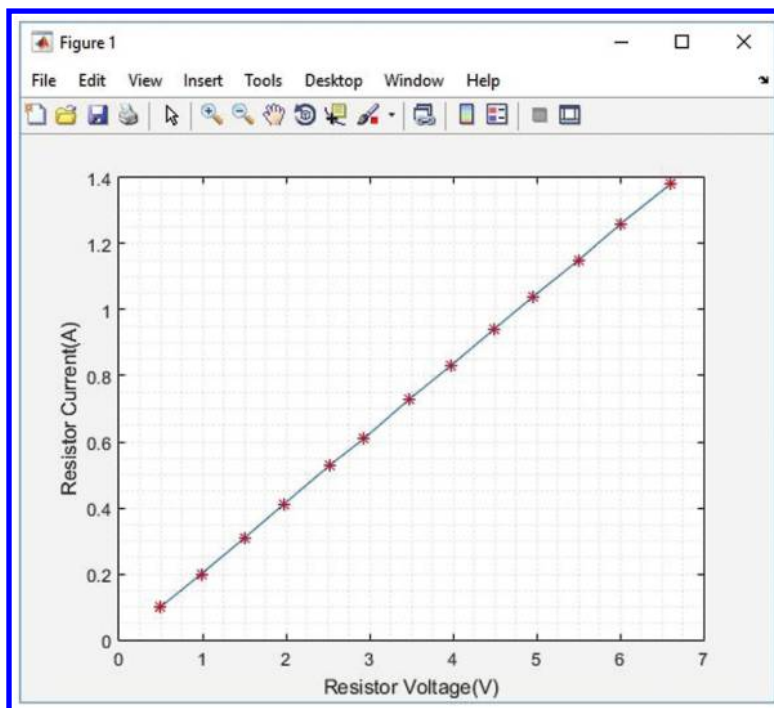 Figure 1
File Edit View Insert Tools Desktop Window Help
1.4
1.2
1
0.8
0.6
0.4
0.2
0
Resistor Current(A)
0 1 2 3 4 5 6 7
Resistor Voltage(V)